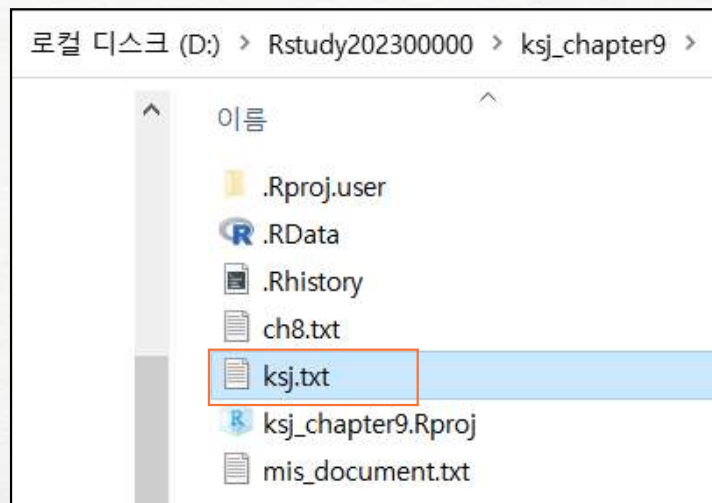 로컬 디스크 (D:) > Rstudy202300000 > ksj_chapter9 >
이름
.Rproj.user
.RData
.Rhistory
ch8.txt
ksj.txt
ksj_chapter9.Rproj
mis_document.txt